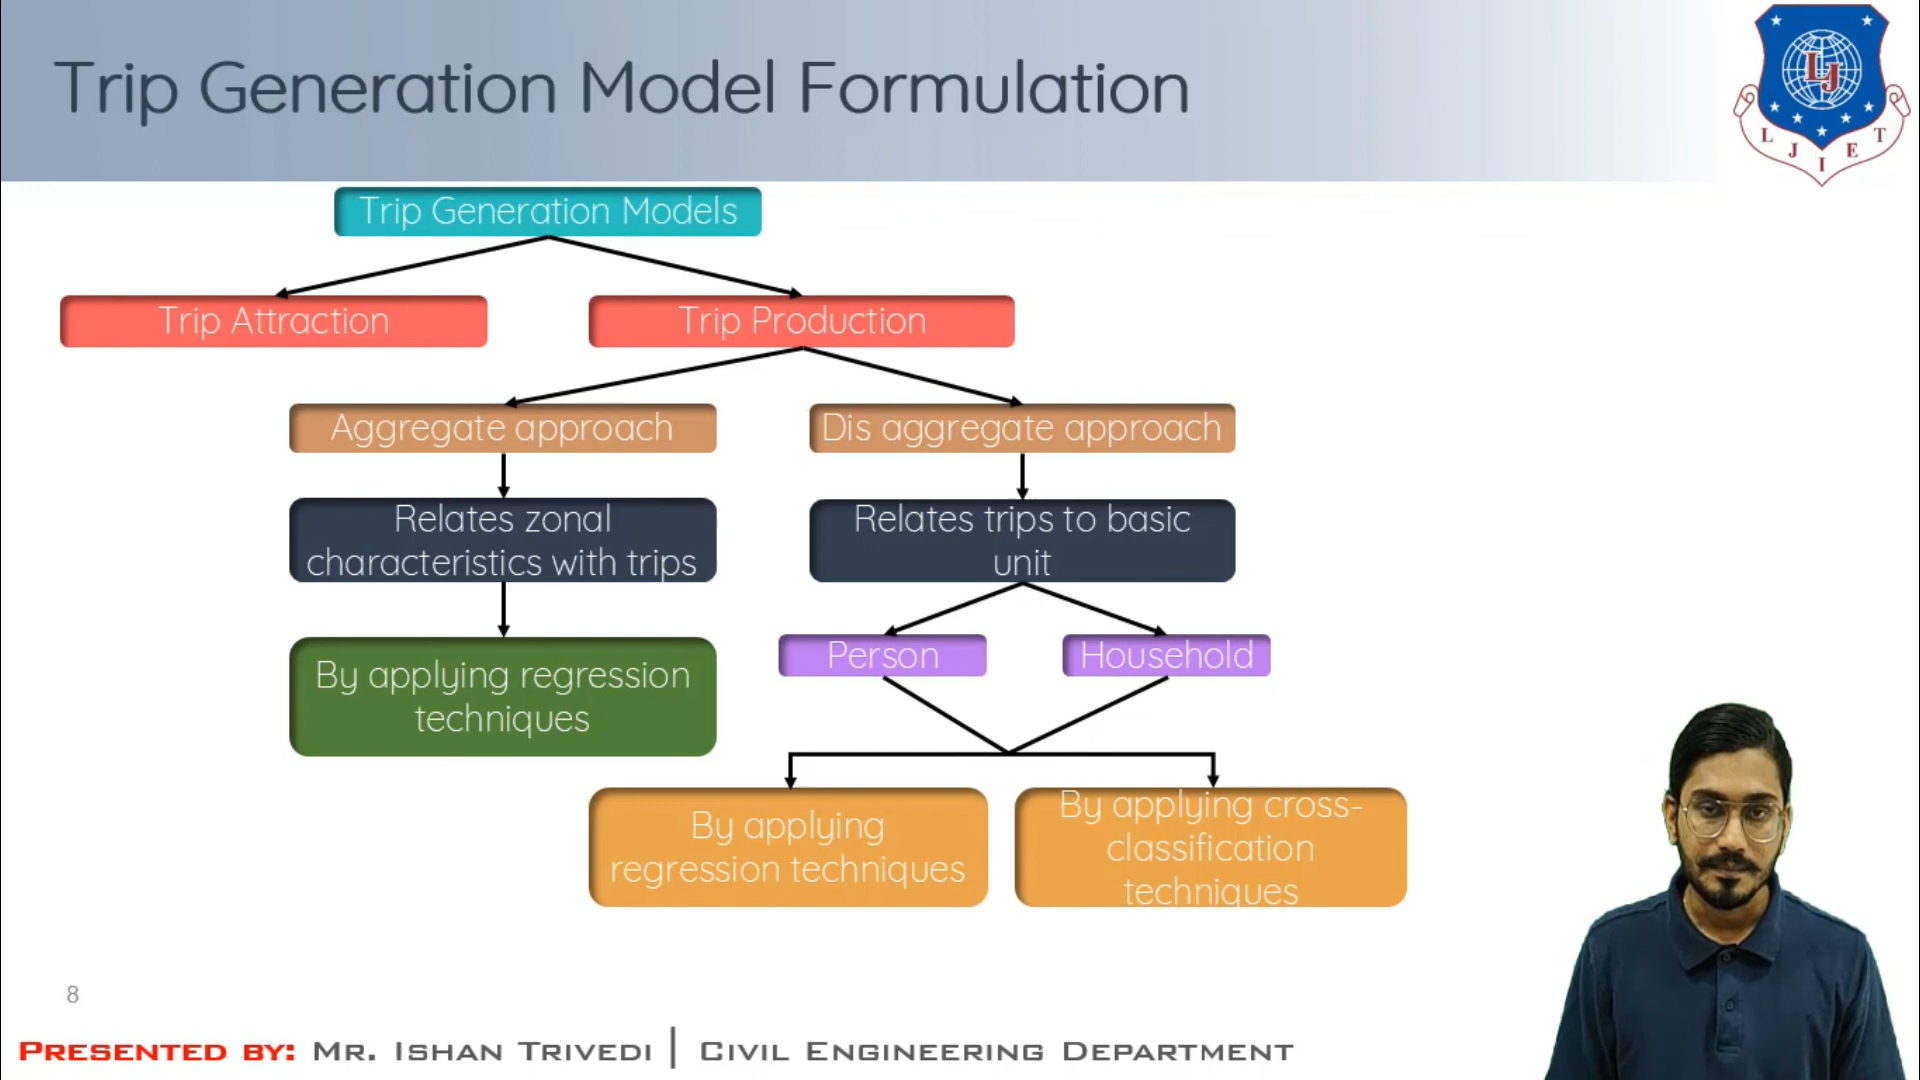 Trip Generation Model Formulation
LJ
L J I E T
Trip Generation Models
Trip Attraction
Trip Production
Aggregate approach
Dis aggregate approach
Relates zonal
characteristics with trips
Relates trips to basic
unit
Person
Household
By applying regression
techniques
By applying
regression techniques
By applying cross-
classification
techniques
8
PRESENTED BY: MR. ISHAN TRIVEDI | CIVIL ENGINEERING DEPARTMENT